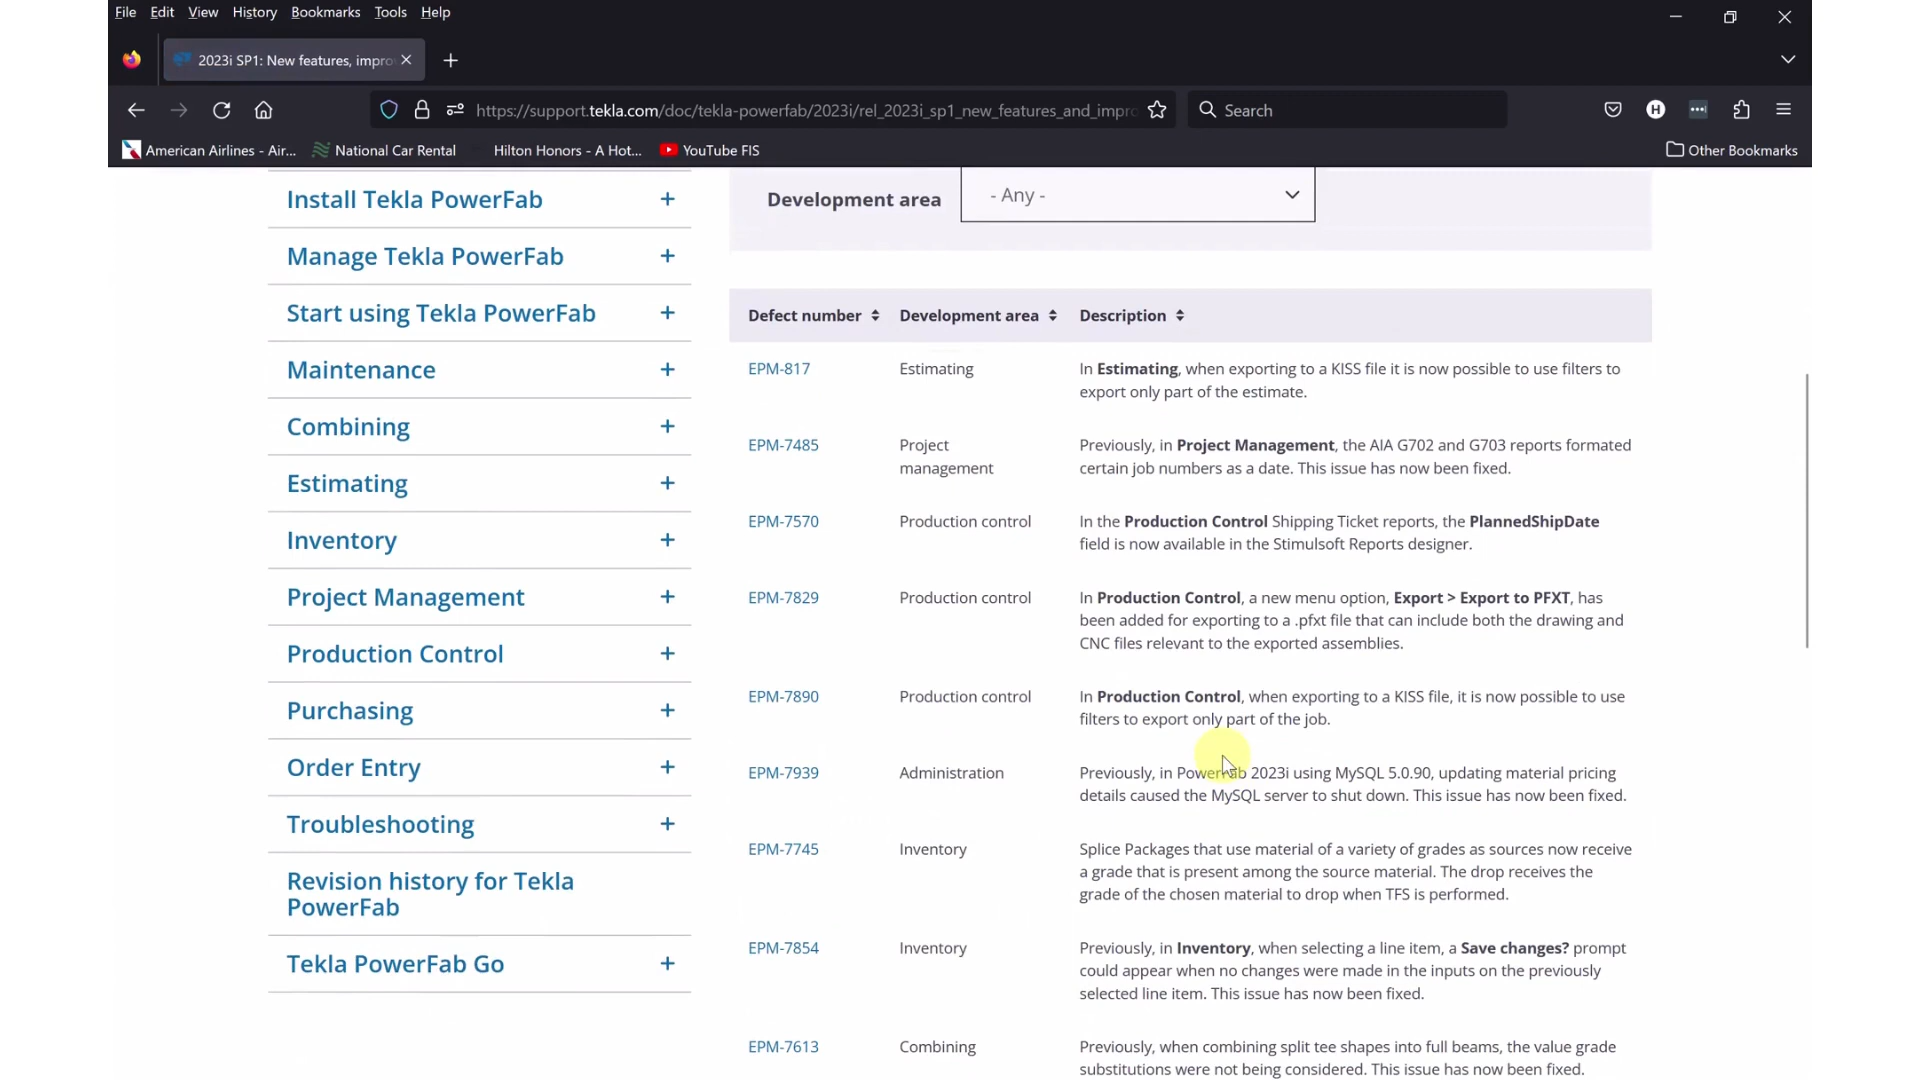 File Edit View History Bookmarks Tools Help
2023i SP1: New features, impro
https://support.tekla.com/doc/tekla-powerfab/2023i/rel_2023i_sp1_new_features_and_impro
Search
H
American Airlines - Air...
National Car Rental
Hilton Honors - A Hot...
YouTube FIS
Other Bookmarks
Install Tekla PowerFab +
Manage Tekla PowerFab +
Start using Tekla PowerFab +
Maintenance +
Combining +
Estimating +
Inventory +
Project Management +
Production Control +
Purchasing +
Order Entry +
Troubleshooting +
Revision history for Tekla
PowerFab
Tekla PowerFab Go +
Development area - Any -
Defect number Development area Description
EPM-817 Estimating In Estimating, when exporting to a KISS file it is now possible to use filters to
export only part of the estimate.
EPM-7485 Project Previously, in Project Management, the AIA G702 and G703 reports formated
management certain job numbers as a date. This issue has now been fixed.
EPM-7570 Production control In the Production Control Shipping Ticket reports, the PlannedShipDate
field is now available in the Stimulsoft Reports designer.
EPM-7829 Production control In Production Control, a new menu option, Export > Export to PFXT, has
been added for exporting to a .pfxt file that can include both the drawing and
CNC files relevant to the exported assemblies.
EPM-7890 Production control In Production Control, when exporting to a KISS file, it is now possible to use
filters to export only part of the job.
EPM-7939 Administration Previously, in PowerFab 2023i using MySQL 5.0.90, updating material pricing
details caused the MySQL server to shut down. This issue has now been fixed.
EPM-7745 Inventory Splice Packages that use material of a variety of grades as sources now receive
a grade that is present among the source material. The drop receives the
grade of the chosen material to drop when TFS is performed.
EPM-7854 Inventory Previously, in Inventory, when selecting a line item, a Save changes? prompt
could appear when no changes were made in the inputs on the previously
selected line item. This issue has now been fixed.
EPM-7613 Combining Previously, when combining split tee shapes into full beams, the value grade
substitutions were not being considered. This issue has now been fixed.